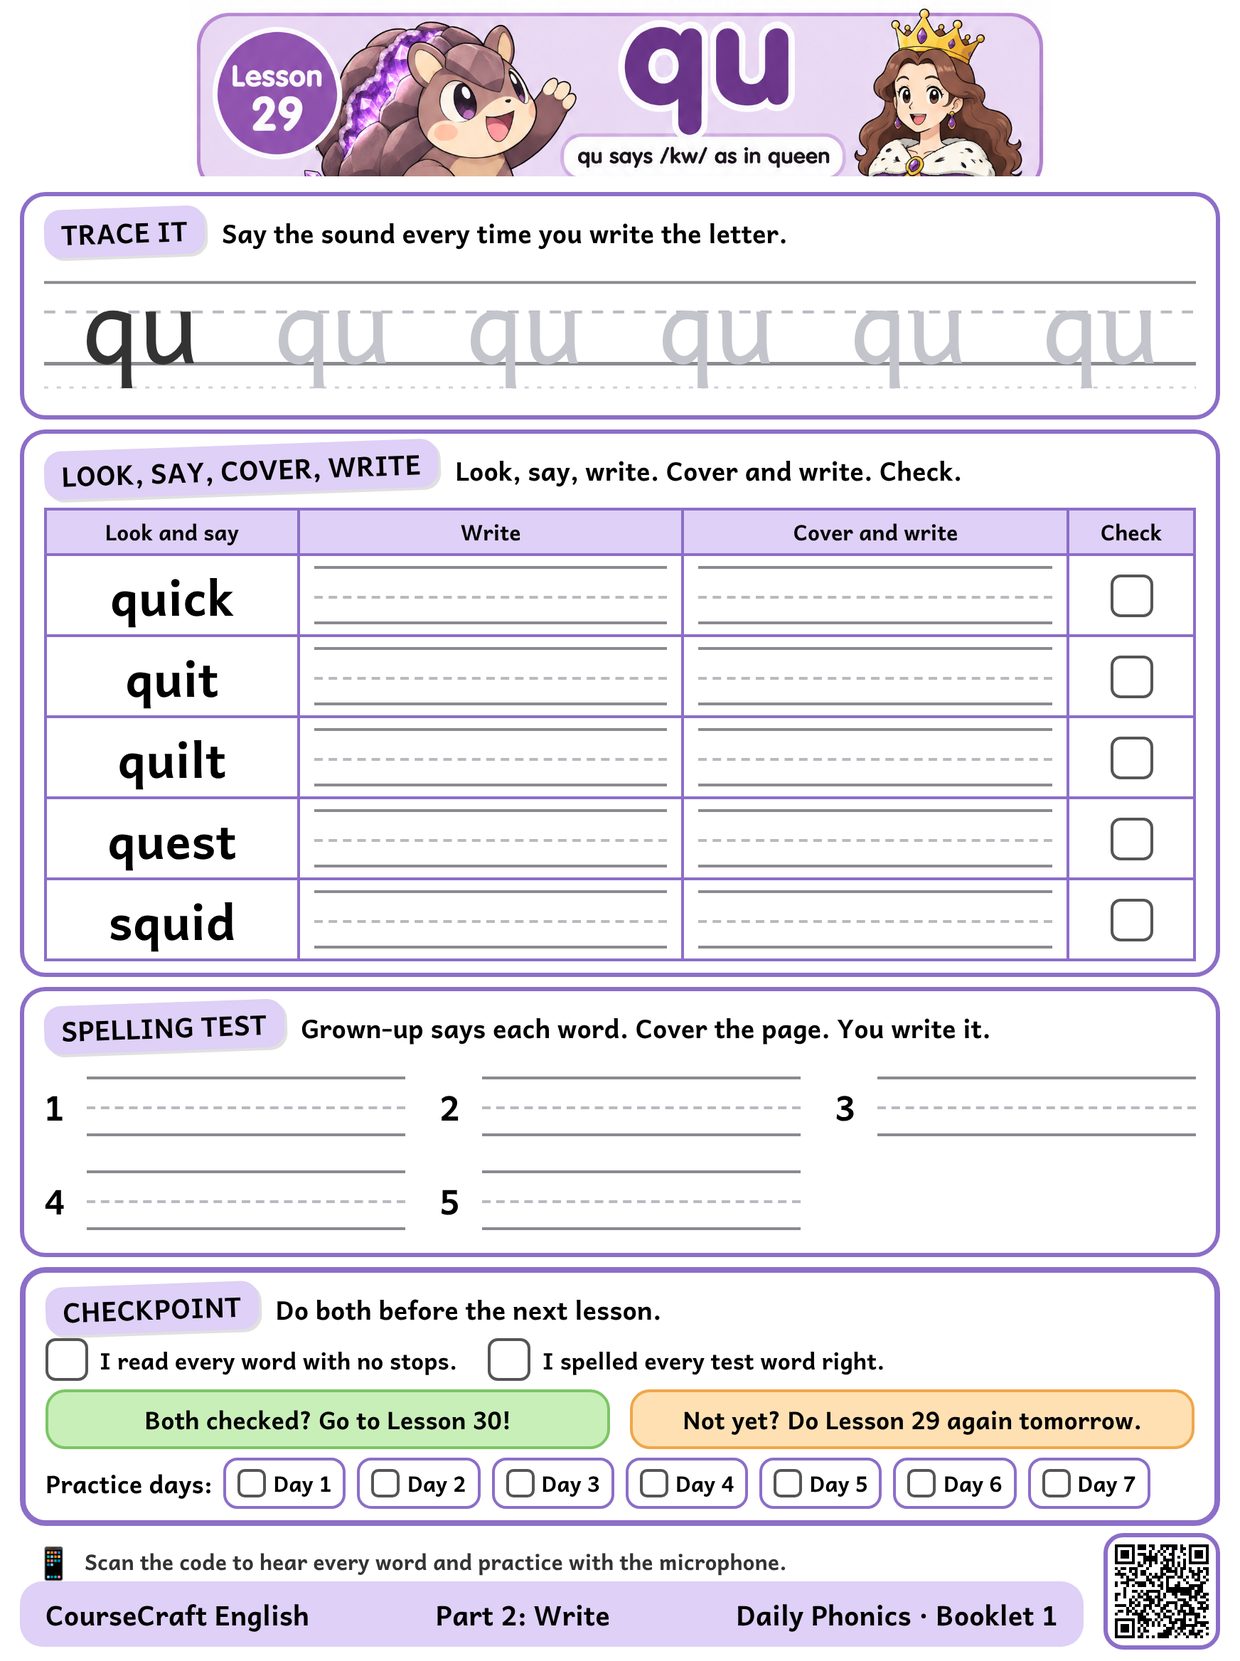 Lesson
29
qu
qu says /kw/ as in queen
TRACE IT Say the sound every time you write the letter.
qu qu qu qu qu qu
LOOK, SAY, COVER, WRITE Look, say, write. Cover and write. Check.
Look and say Write Cover and write Check
quick
quit
quilt
quest
squid
SPELLING TEST Grown-up says each word. Cover the page. You write it.
1 2 3
4 5
CHECKPOINT Do both before the next lesson.
I read every word with no stops. I spelled every test word right.
Both checked? Go to Lesson 30! Not yet? Do Lesson 29 again tomorrow.
Practice days: Day 1 Day 2 Day 3 Day 4 Day 5 Day 6 Day 7
Scan the code to hear every word and practice with the microphone.
CourseCraft English Part 2: Write Daily Phonics · Booklet 1